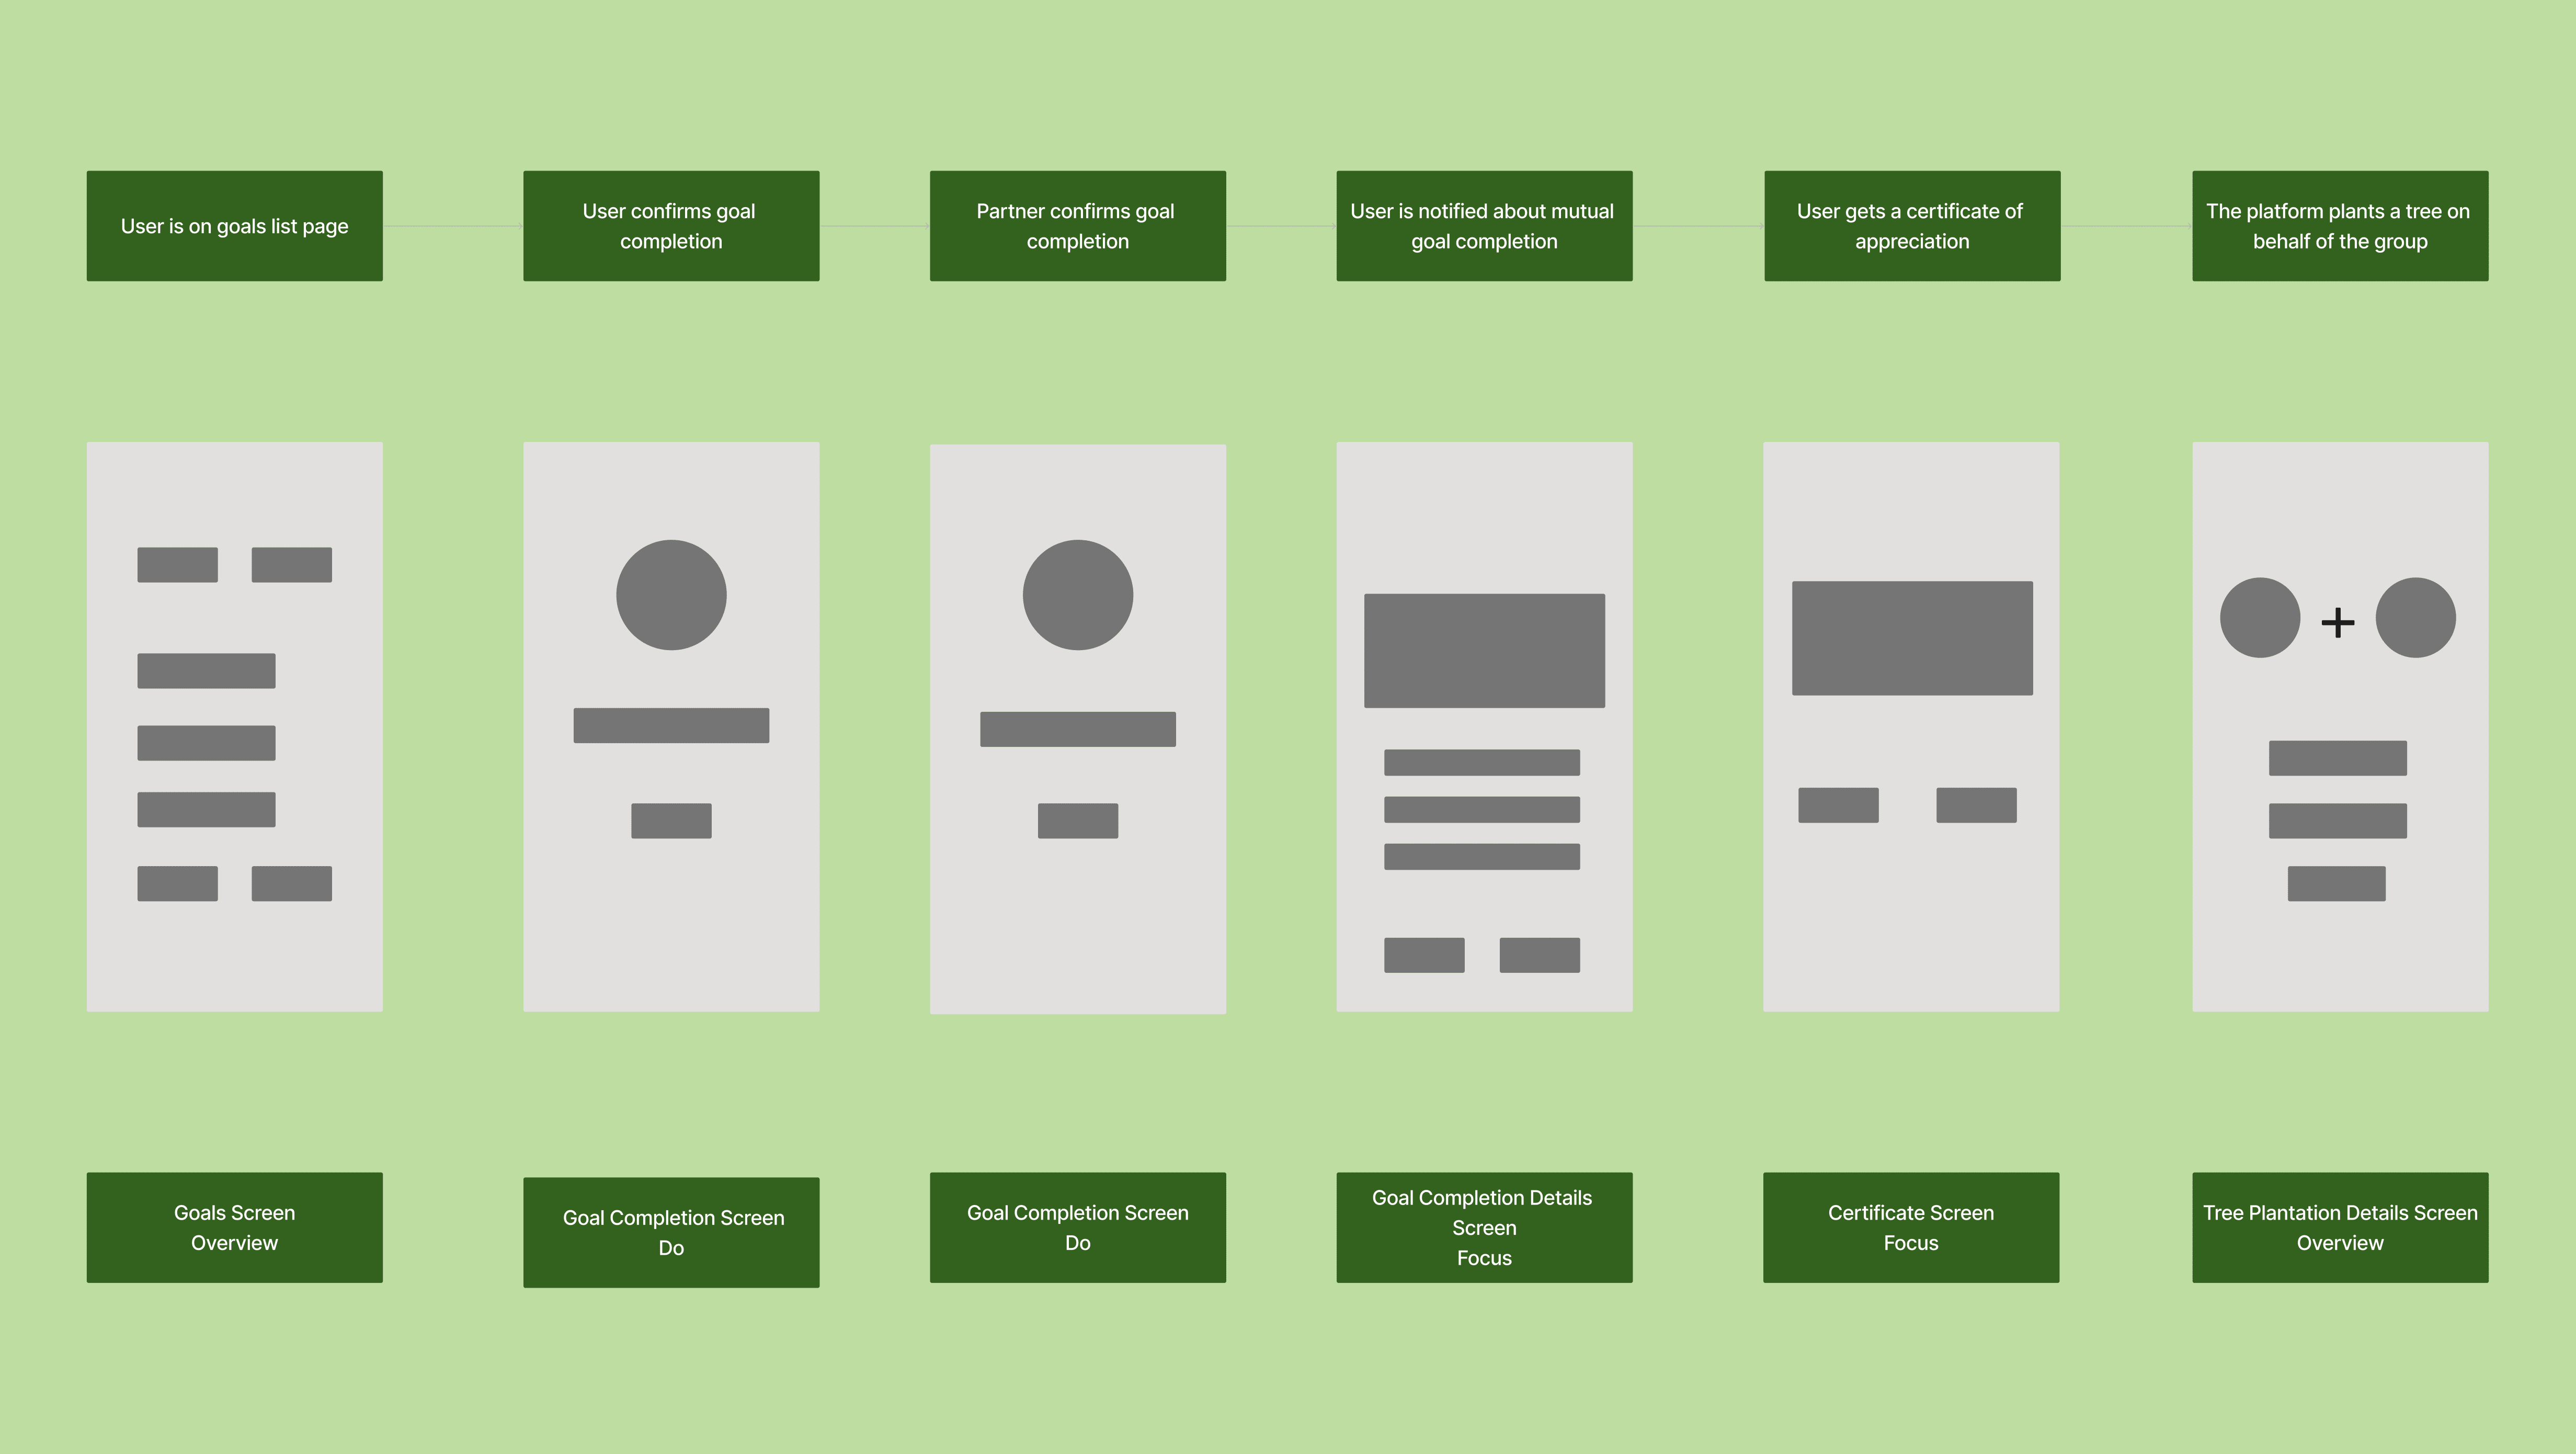 User is on goals list page
User confirms goal
completion
Partner confirms goal
completion
User is notified about mutual
goal completion
User gets a certificate of
appreciation
The platform plants a tree on
behalf of the group
+
Goals Screen
Overview
Goal Completion Screen
Do
Goal Completion Screen
Do
Goal Completion Details
Screen
Focus
Certificate Screen
Focus
Tree Plantation Details Screen
Overview